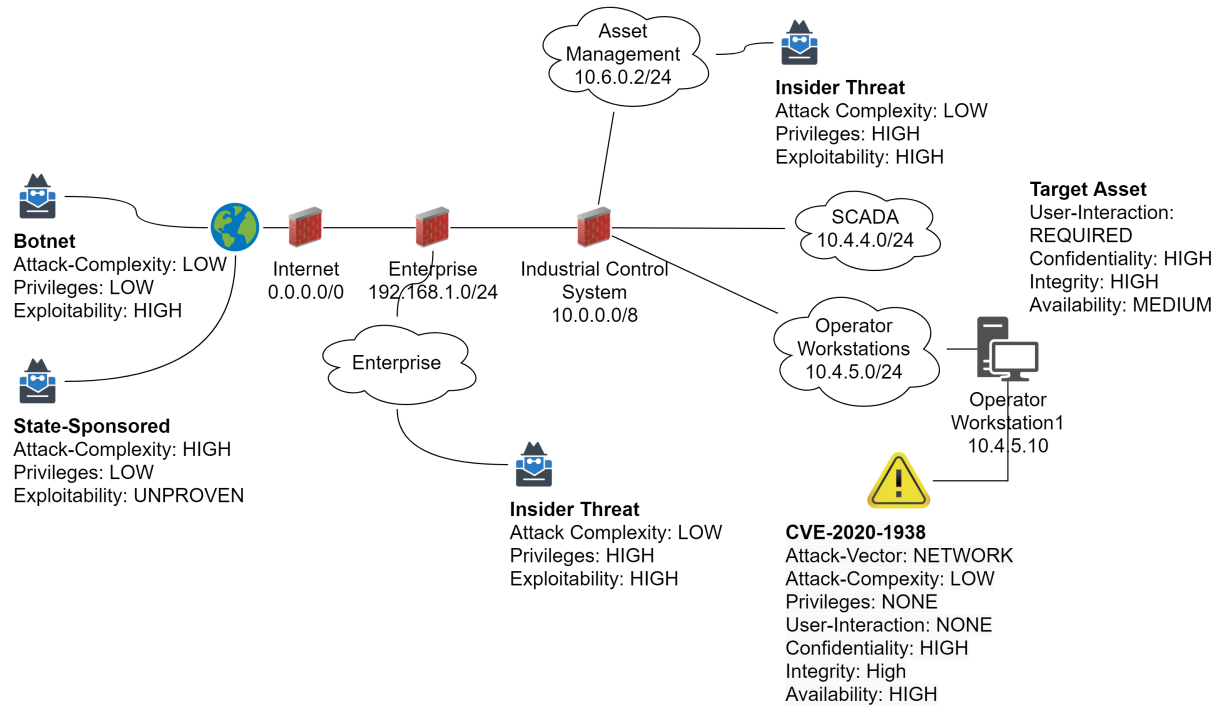 Asset
Management
10.6.0.2/24
Insider Threat
Attack Complexity: LOW
Privileges: HIGH
Exploitability: HIGH
Botnet
Attack-Complexity: LOW
Privileges: LOW
Exploitability: HIGH
Internet
0.0.0.0/0
Enterprise
192.168.1.0/24
Industrial Control
System
10.0.0.0/8
SCADA
10.4.4.0/24
Target Asset
User-Interaction:
REQUIRED
Confidentiality: HIGH
Integrity: HIGH
Availability: MEDIUM
Operator
Workstations
10.4.5.0/24
Operator
Workstation1
10.4.5.10
Enterprise
State-Sponsored
Attack-Complexity: HIGH
Privileges: LOW
Exploitability: UNPROVEN
Insider Threat
Attack Complexity: LOW
Privileges: HIGH
Exploitability: HIGH
CVE-2020-1938
Attack-Vector: NETWORK
Attack-Compexity: LOW
Privileges: NONE
User-Interaction: NONE
Confidentiality: HIGH
Integrity: High
Availability: HIGH